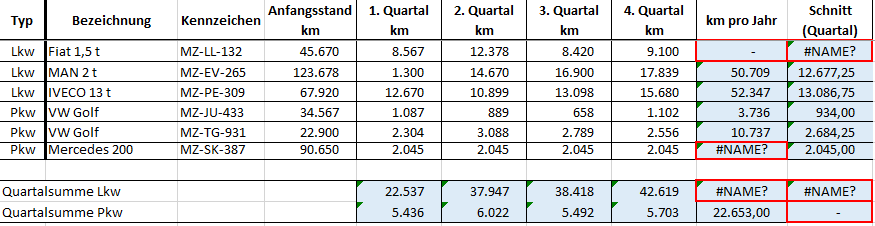 Typ Bezeichnung Kennzeichen Anfangsstand km 1. Quartal km 2. Quartal km 3. Quartal km 4. Quartal km km pro Jahr Schnitt (Quartal)
Lkw Fiat 1,5 t MZ-LL-132 45.670 8.567 12.378 8.420 9.100 - #NAME?
Lkw MAN 2 t MZ-EV-265 123.678 1.300 14.670 16.900 17.839 50.709 12.677,25
Lkw IVECO 13 t MZ-PE-309 67.920 12.670 10.899 13.098 15.680 52.347 13.086,75
Pkw VW Golf MZ-JU-433 34.567 1.087 889 658 1.102 3.736 934,00
Pkw VW Golf MZ-TG-931 22.900 2.304 3.088 2.789 2.556 10.737 2.684,25
Pkw Mercedes 200 MZ-SK-387 90.650 2.045 2.045 2.045 2.045 #NAME? 2.045,00
Quartalsumme Lkw 22.537 37.947 38.418 42.619 #NAME? #NAME?
Quartalsumme Pkw 5.436 6.022 5.492 5.703 22.653,00 -